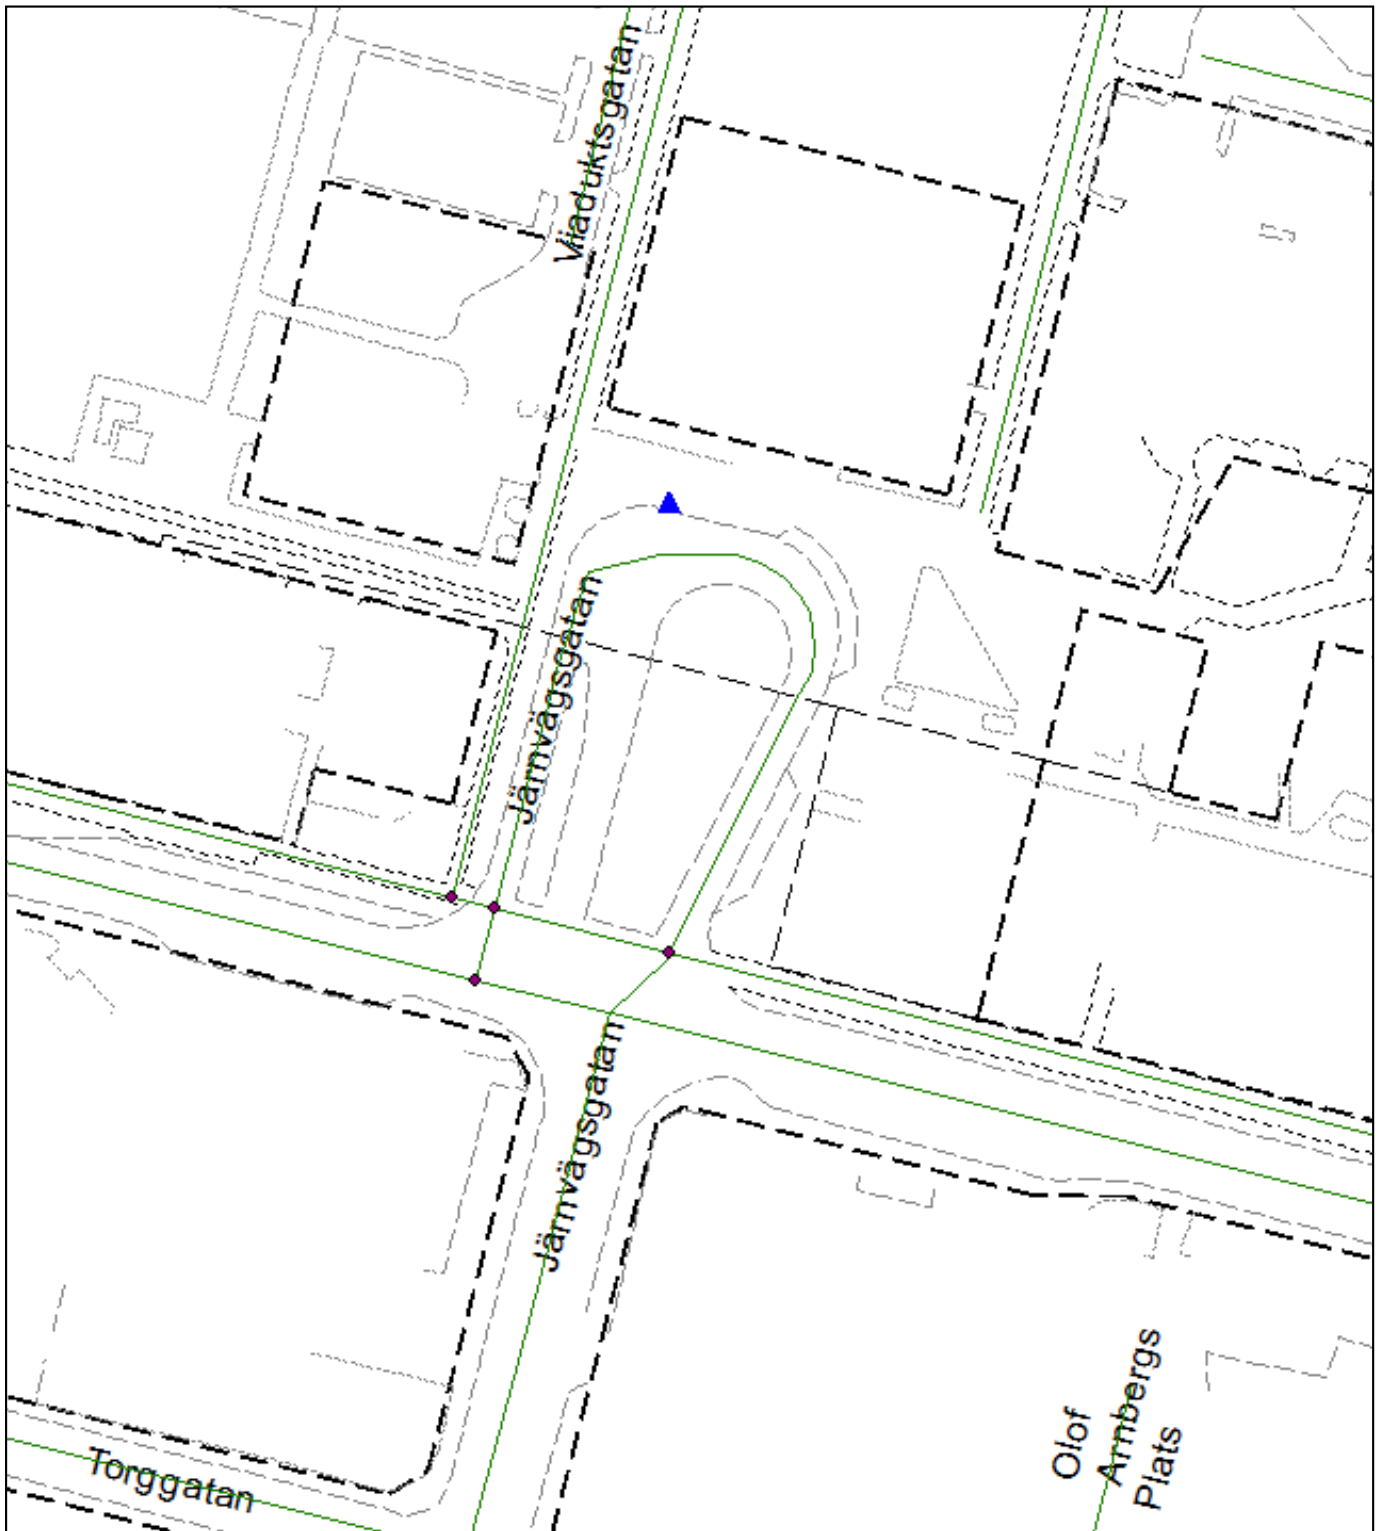 Viaduktsgatan
Järnvägsgatan
Järnvägsgatan
Olof
Arnbergs
Plats
Torggatan